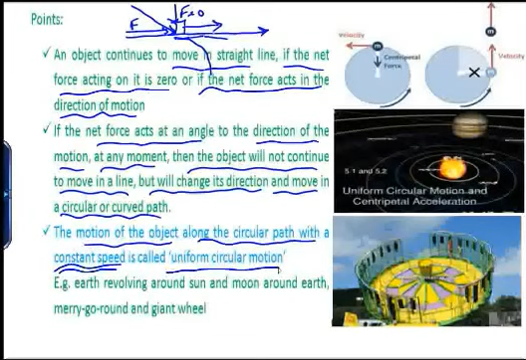 Points:
F
F=0
✓ An object continues to move in straight line, if the net
force acting on it is zero or if the net force acts in the
direction of motion
✓ If the net force acts at an angle to the direction of the
motion, at any moment, then the object will not continue
to move in a line, but will change its direction and move in
a circular or curved path.
✓ The motion of the object along the circular path with a
constant speed is called 'uniform circular motion'
E.g. earth revolving around sun and moon around earth,
merry-go-round and giant wheel
Velocity
m
Centripetal
Force
m
Velocity
m
5.1 and 5.2
Uniform Circular Motion and
Centripetal Acceleration